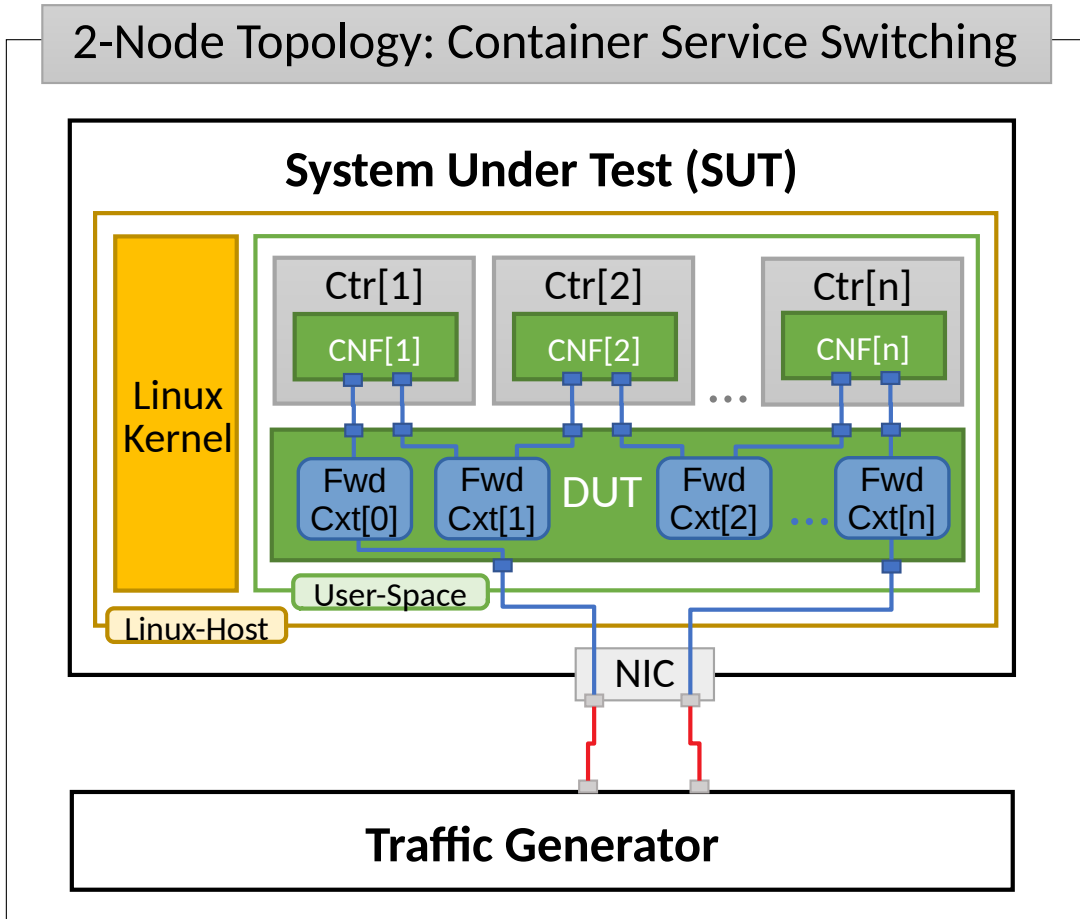 2-Node Topology: Container Service Switching
System Under Test (SUT)
Linux
Kernel
Ctr[1]
CNF[1]
Ctr[2]
CNF[2]
...
Ctr[n]
CNF[n]
Fwd
Cxt[0]
Fwd
Cxt[1]
DUT
Fwd
Cxt[2]
...
Fwd
Cxt[n]
User-Space
Linux-Host
NIC
Traffic Generator